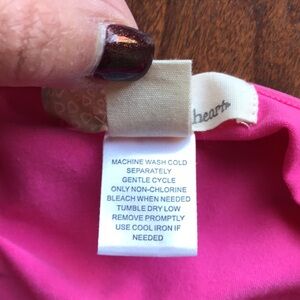 heart
MACHINE WASH COLD
SEPARATELY
GENTLE CYCLE
ONLY NON-CHLORINE
BLEACH WHEN NEEDED
TUMBLE DRY LOW
REMOVE PROMPTLY
USE COOL IRON IF
NEEDED